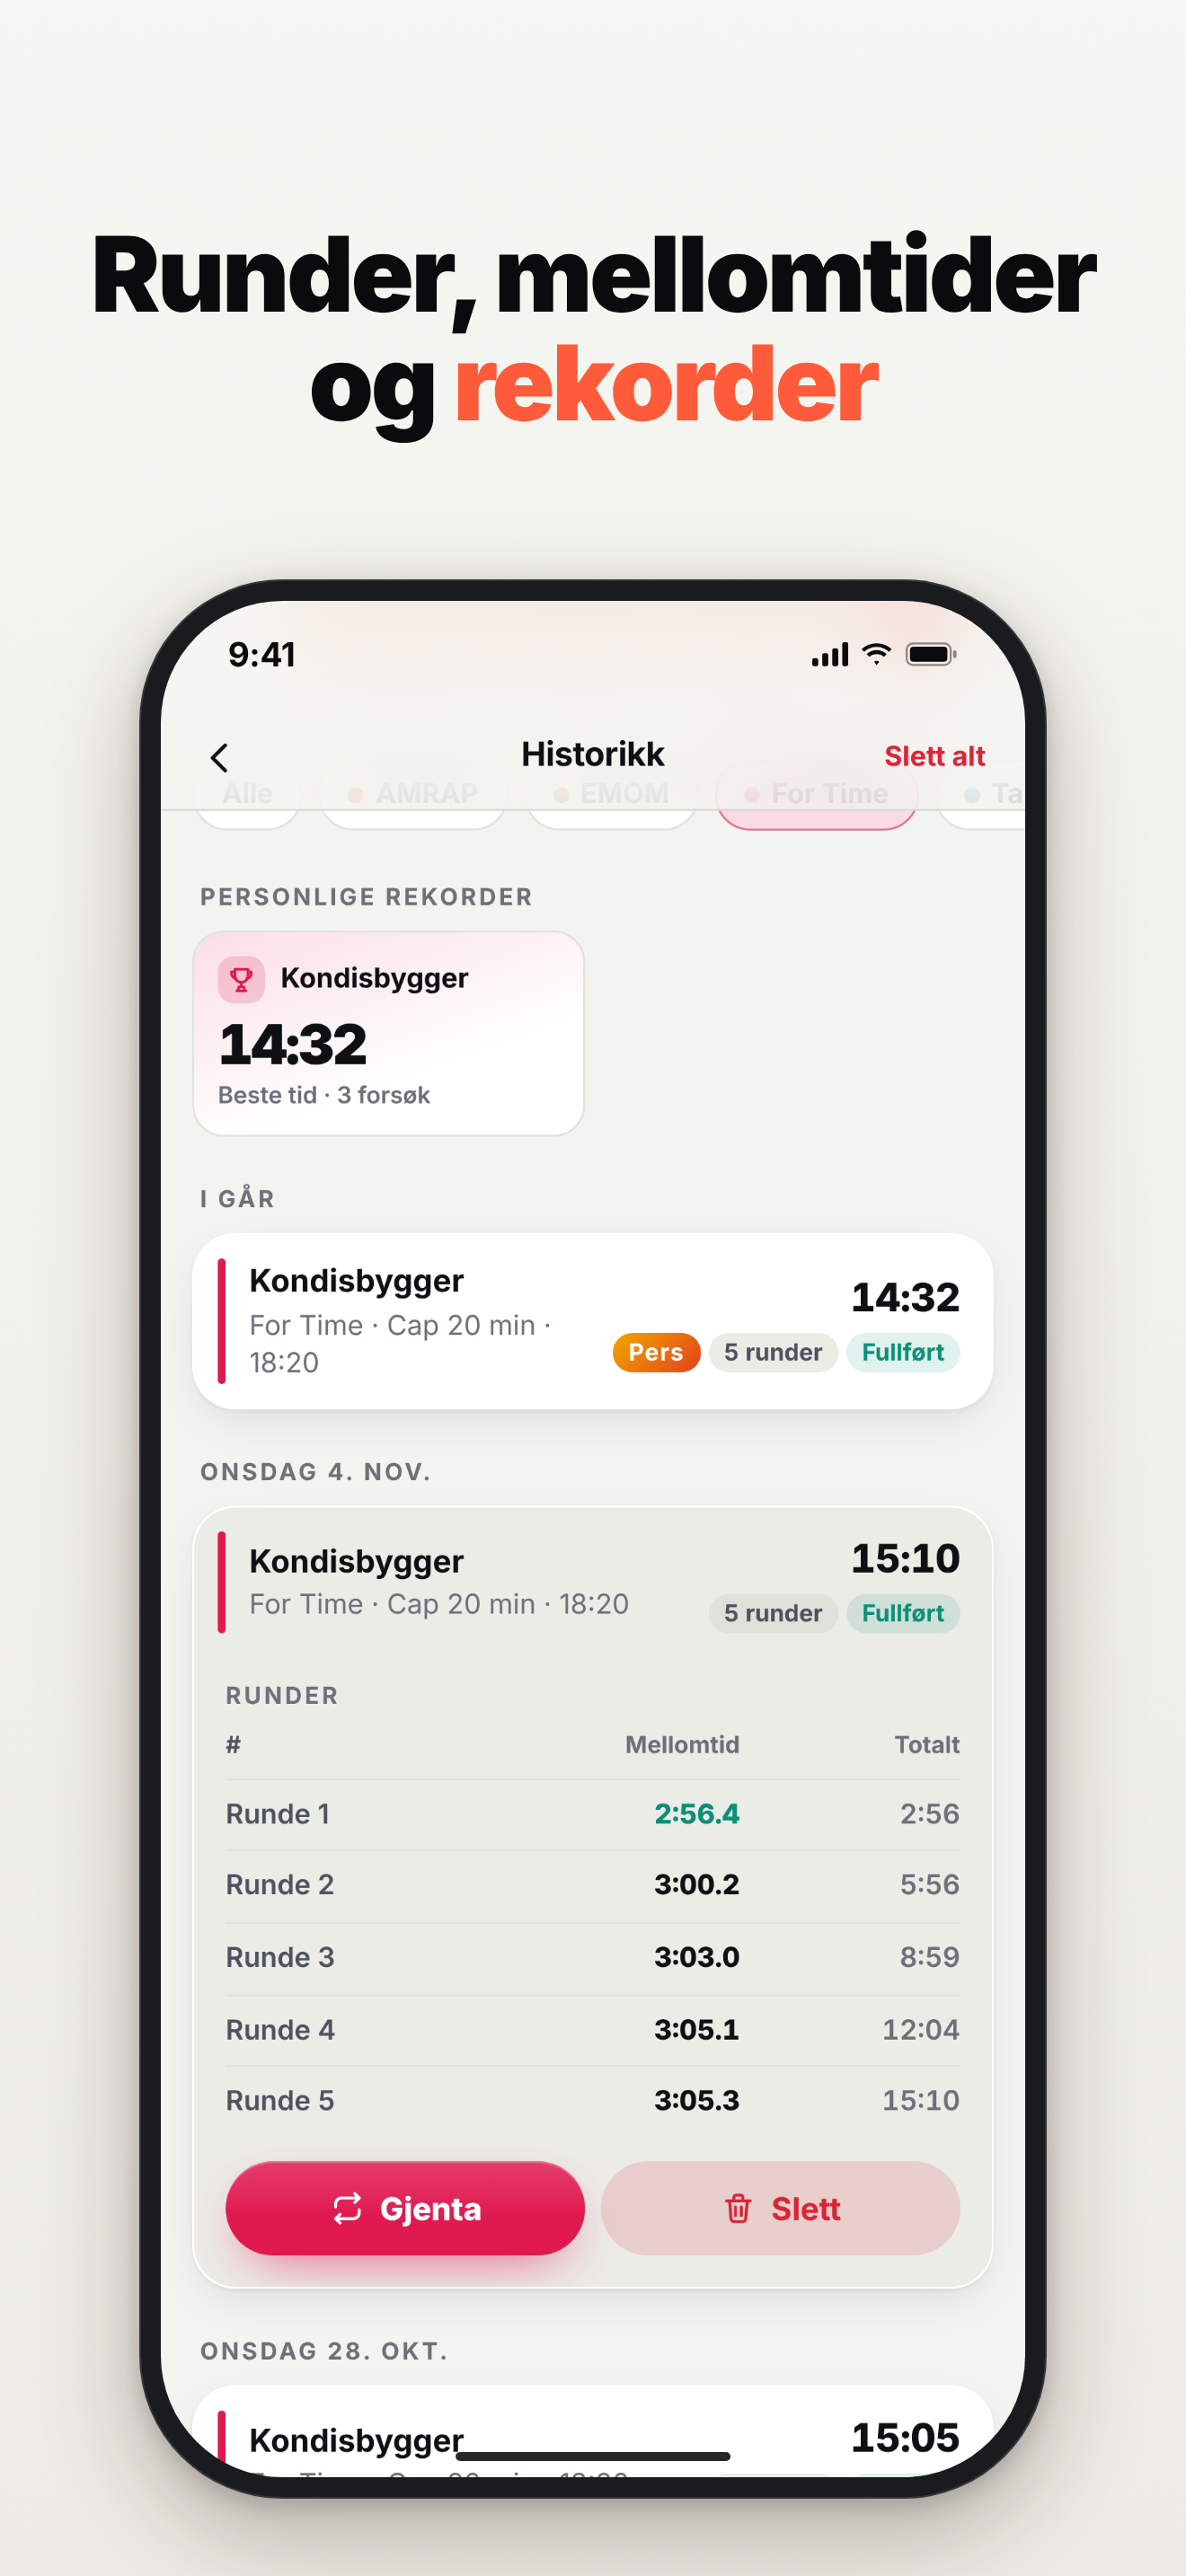 Runder, mellomtider
og rekorder
9:41
Historikk
Slett alt
Alle AMRAP EMOM For Time
PERSONLIGE REKORDER
Kondisbygger
14:32
Beste tid · 3 forsøk
I GÅR
Kondisbygger
14:32
For Time · Cap 20 min ·
18:20
Pers 5 runder Fullført
ONSDAG 4. NOV.
Kondisbygger
15:10
For Time · Cap 20 min · 18:20
5 runder Fullført
RUNDER
# Mellomtid Totalt
Runde 1 2:56.4 2:56
Runde 2 3:00.2 5:56
Runde 3 3:03.0 8:59
Runde 4 3:05.1 12:04
Runde 5 3:05.3 15:10
Gjenta Slett
ONSDAG 28. OKT.
Kondisbygger 15:05